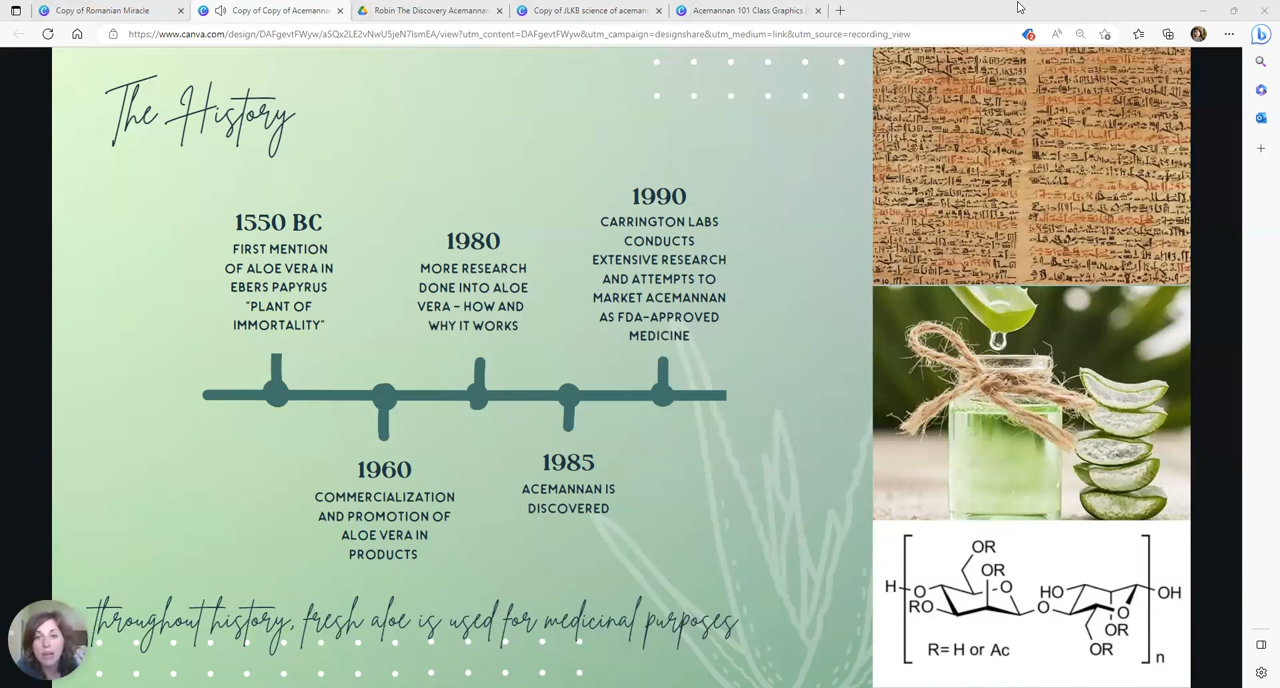 Copy of Romanian Miracle
Copy of Copy of Aceman
Robin The Discovery Acemannan
Copy of JLKB science of aceman
Acemannan 101 Class Graphics
https://www.canva.com/design/DAFgevtFWyw/aSQx2LE2vNwU5jeN7IsmEA/view?utm_content=DAFgevtFWyw&utm_campaign=designshare&utm_medium=link&utm_source=recording_view
The History
1550 BC
FIRST MENTION
OF ALOE VERA IN
EBERS PAPYRUS
"PLANT OF
IMMORTALITY"
1960
COMMERCIALIZATION
AND PROMOTION OF
ALOE VERA IN
PRODUCTS
1980
MORE RESEARCH
DONE INTO ALOE
VERA - HOW AND
WHY IT WORKS
1985
ACEMANNAN IS
DISCOVERED
1990
CARRINGTON LABS
CONDUCTS
EXTENSIVE RESEARCH
AND ATTEMPTS TO
MARKET ACEMANNAN
AS FDA-APPROVED
MEDICINE
throughout history, fresh aloe is used for medicinal purposes
OR
OR
H O O HO OH
RO O
OR
R= H or Ac OR
n